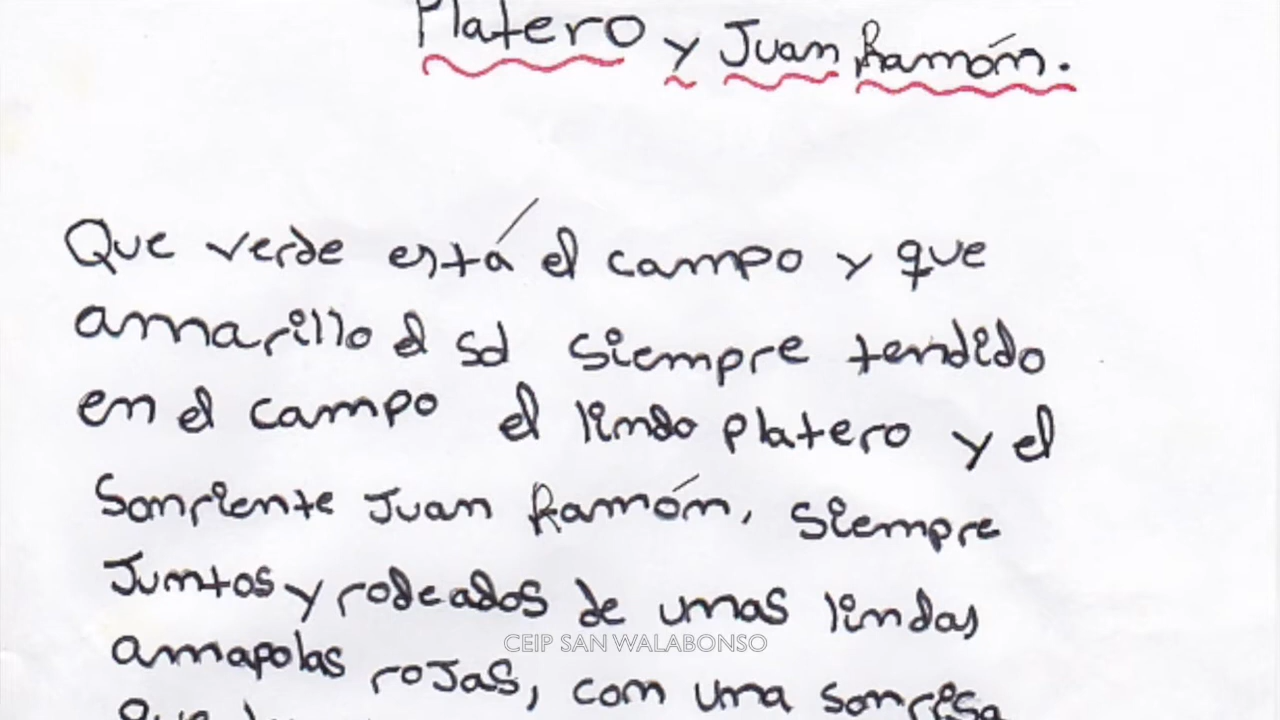 Platero y Juan Ramón.
Que verde está el campo y que
amarillo el sol siempre tendido
en el campo el lindo platero y el
Sonriente Juan Ramón, siempre
Juntos y rodeados de unas lindas
amapolas rojas, con una sonrisa
CEIP SAN WALABONSO